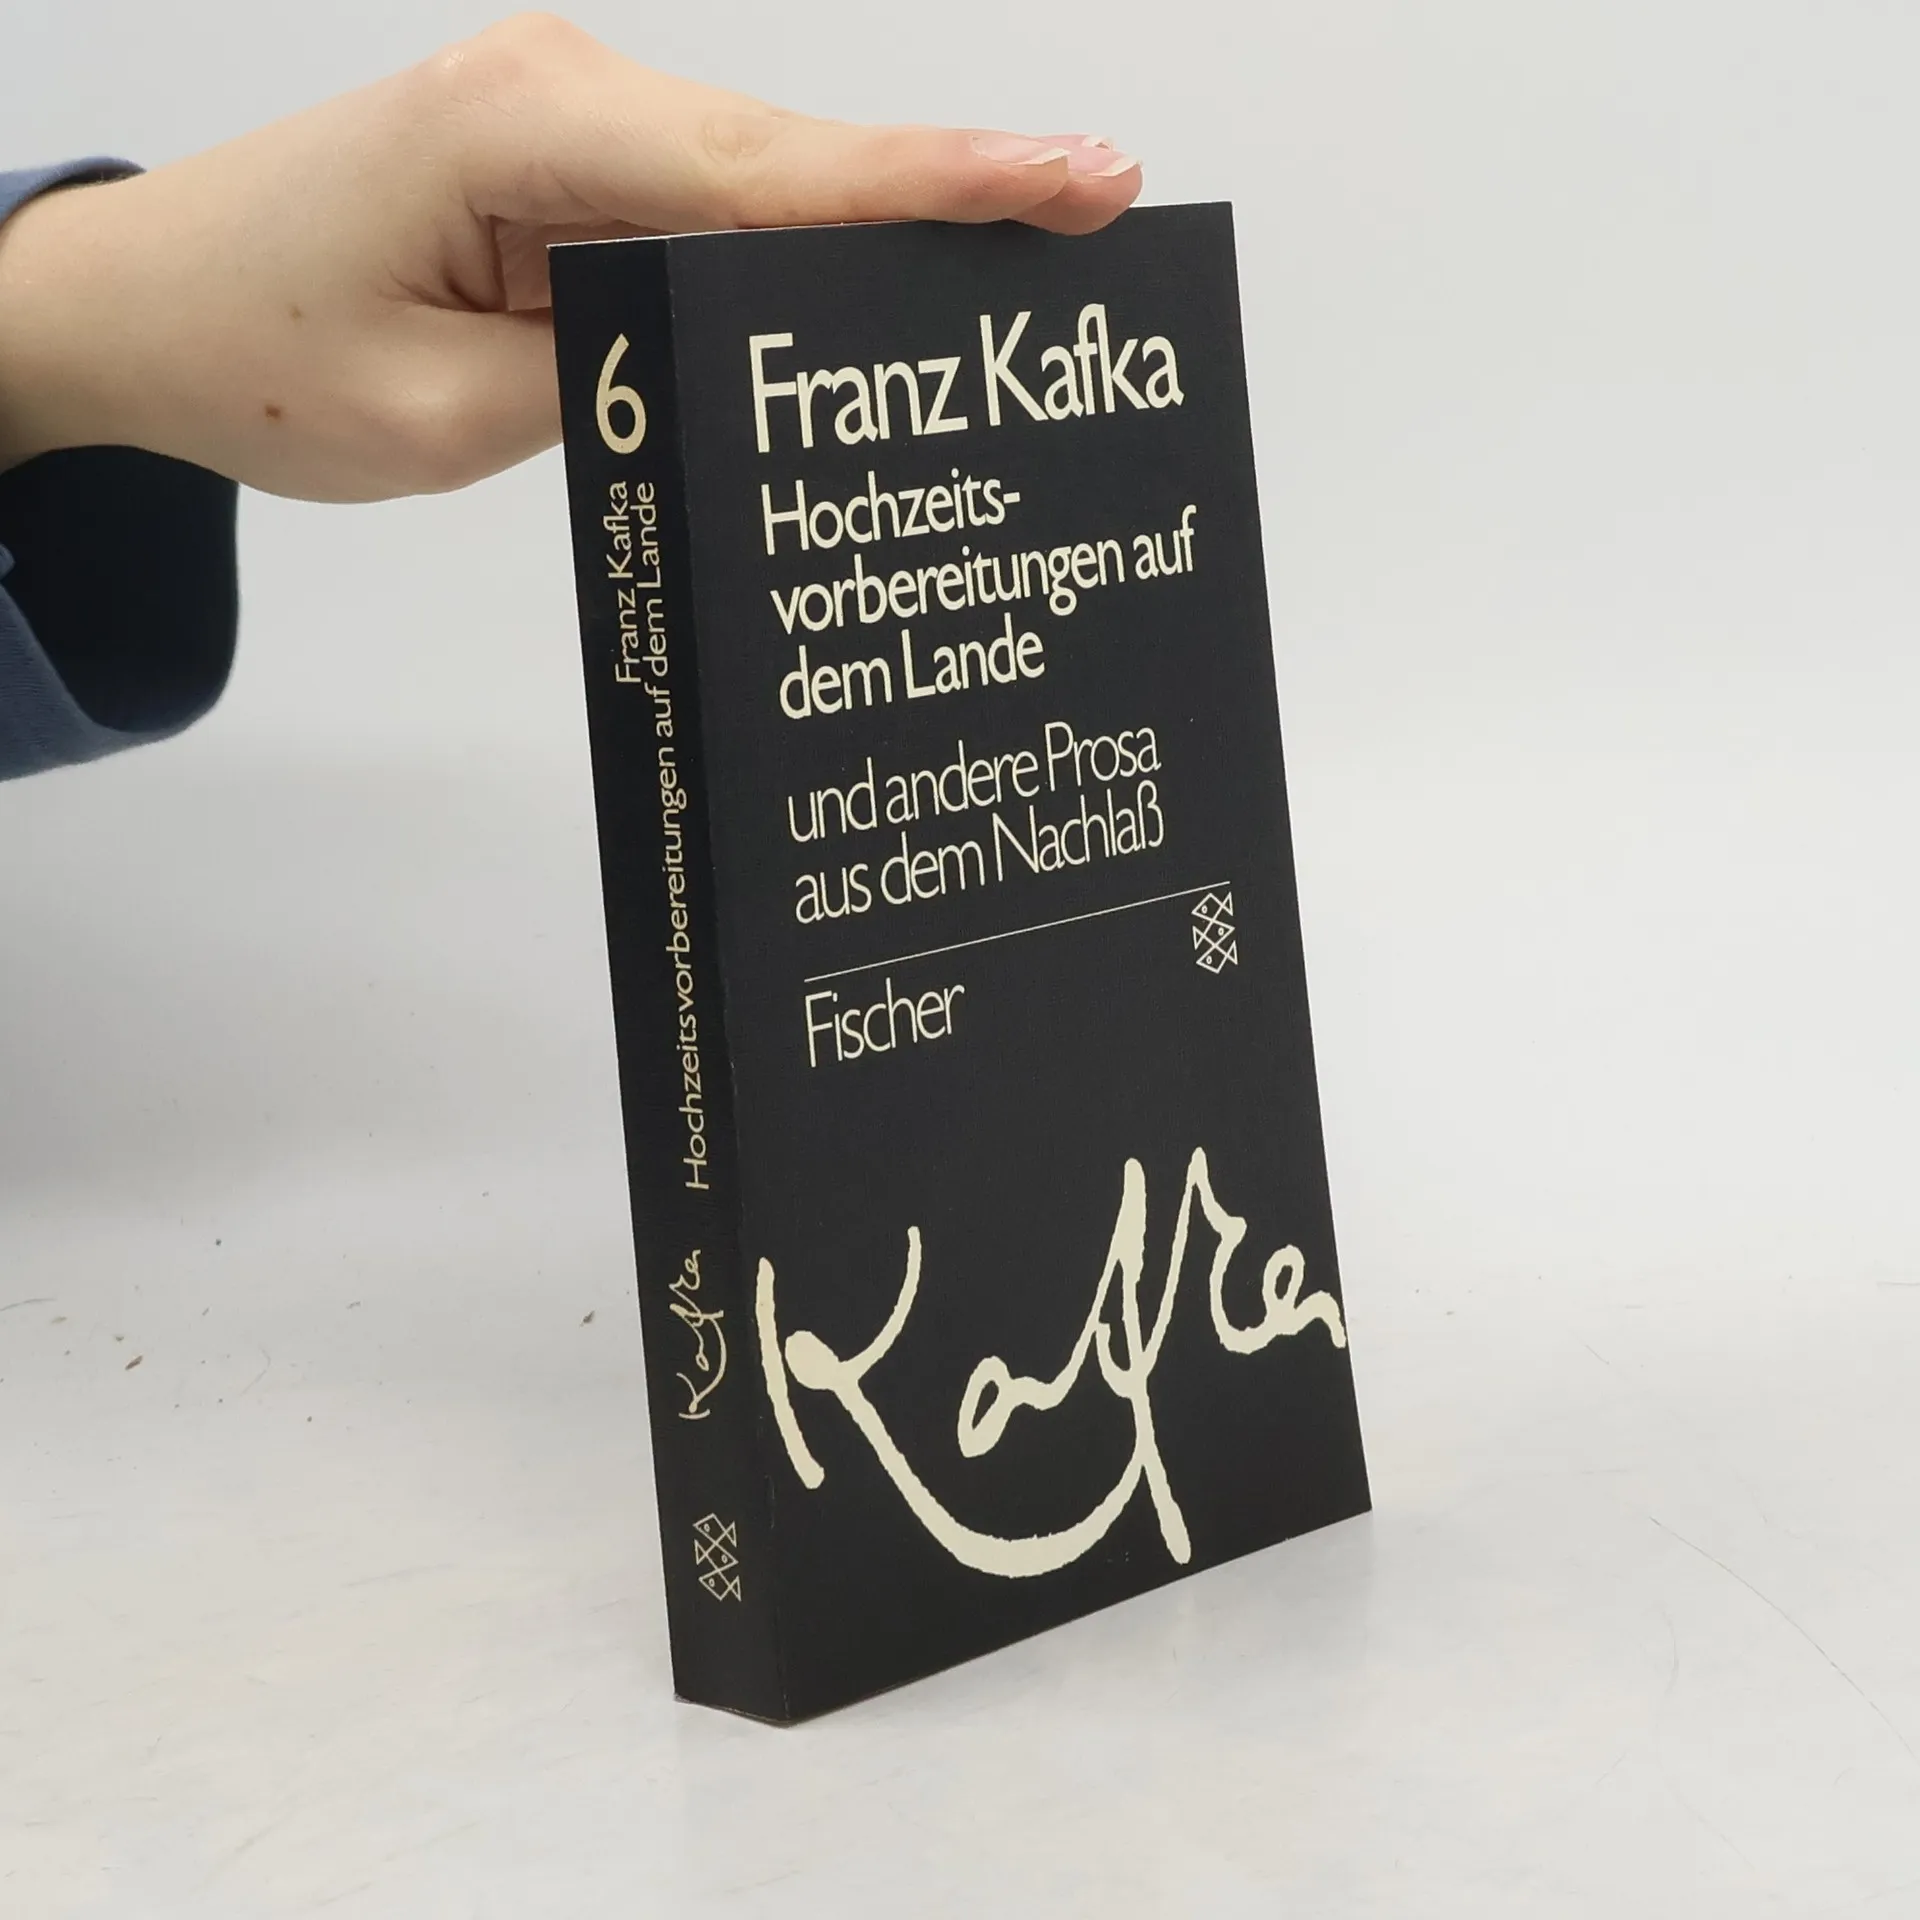 6
Franz Kafka
Hochzeitsvorbereitungen auf dem Lande
Kafka
Franz Kafka
Hochzeits-
vorbereitungen auf
dem Lande
und andere Prosa
aus dem Nachlaß
Fischer
Kafka